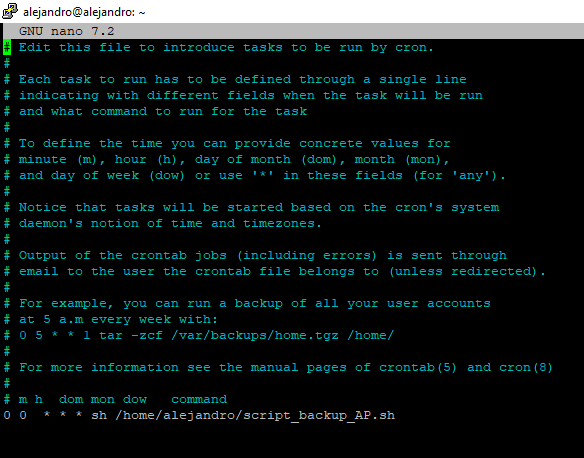 alejandro@alejandro: ~
GNU nano 7.2
# Edit this file to introduce tasks to be run by cron.
#
# Each task to run has to be defined through a single line
# indicating with different fields when the task will be run
# and what command to run for the task
#
# To define the time you can provide concrete values for
# minute (m), hour (h), day of month (dom), month (mon),
# and day of week (dow) or use '*' in these fields (for 'any').
#
# Notice that tasks will be started based on the cron's system
# daemon's notion of time and timezones.
#
# Output of the crontab jobs (including errors) is sent through
# email to the user the crontab file belongs to (unless redirected).
#
# For example, you can run a backup of all your user accounts
# at 5 a.m every week with:
# 0 5 * * 1 tar -zcf /var/backups/home.tgz /home/
#
# For more information see the manual pages of crontab(5) and cron(8)
#
# m h  dom mon dow   command
0 0  * * * sh /home/alejandro/script_backup_AP.sh